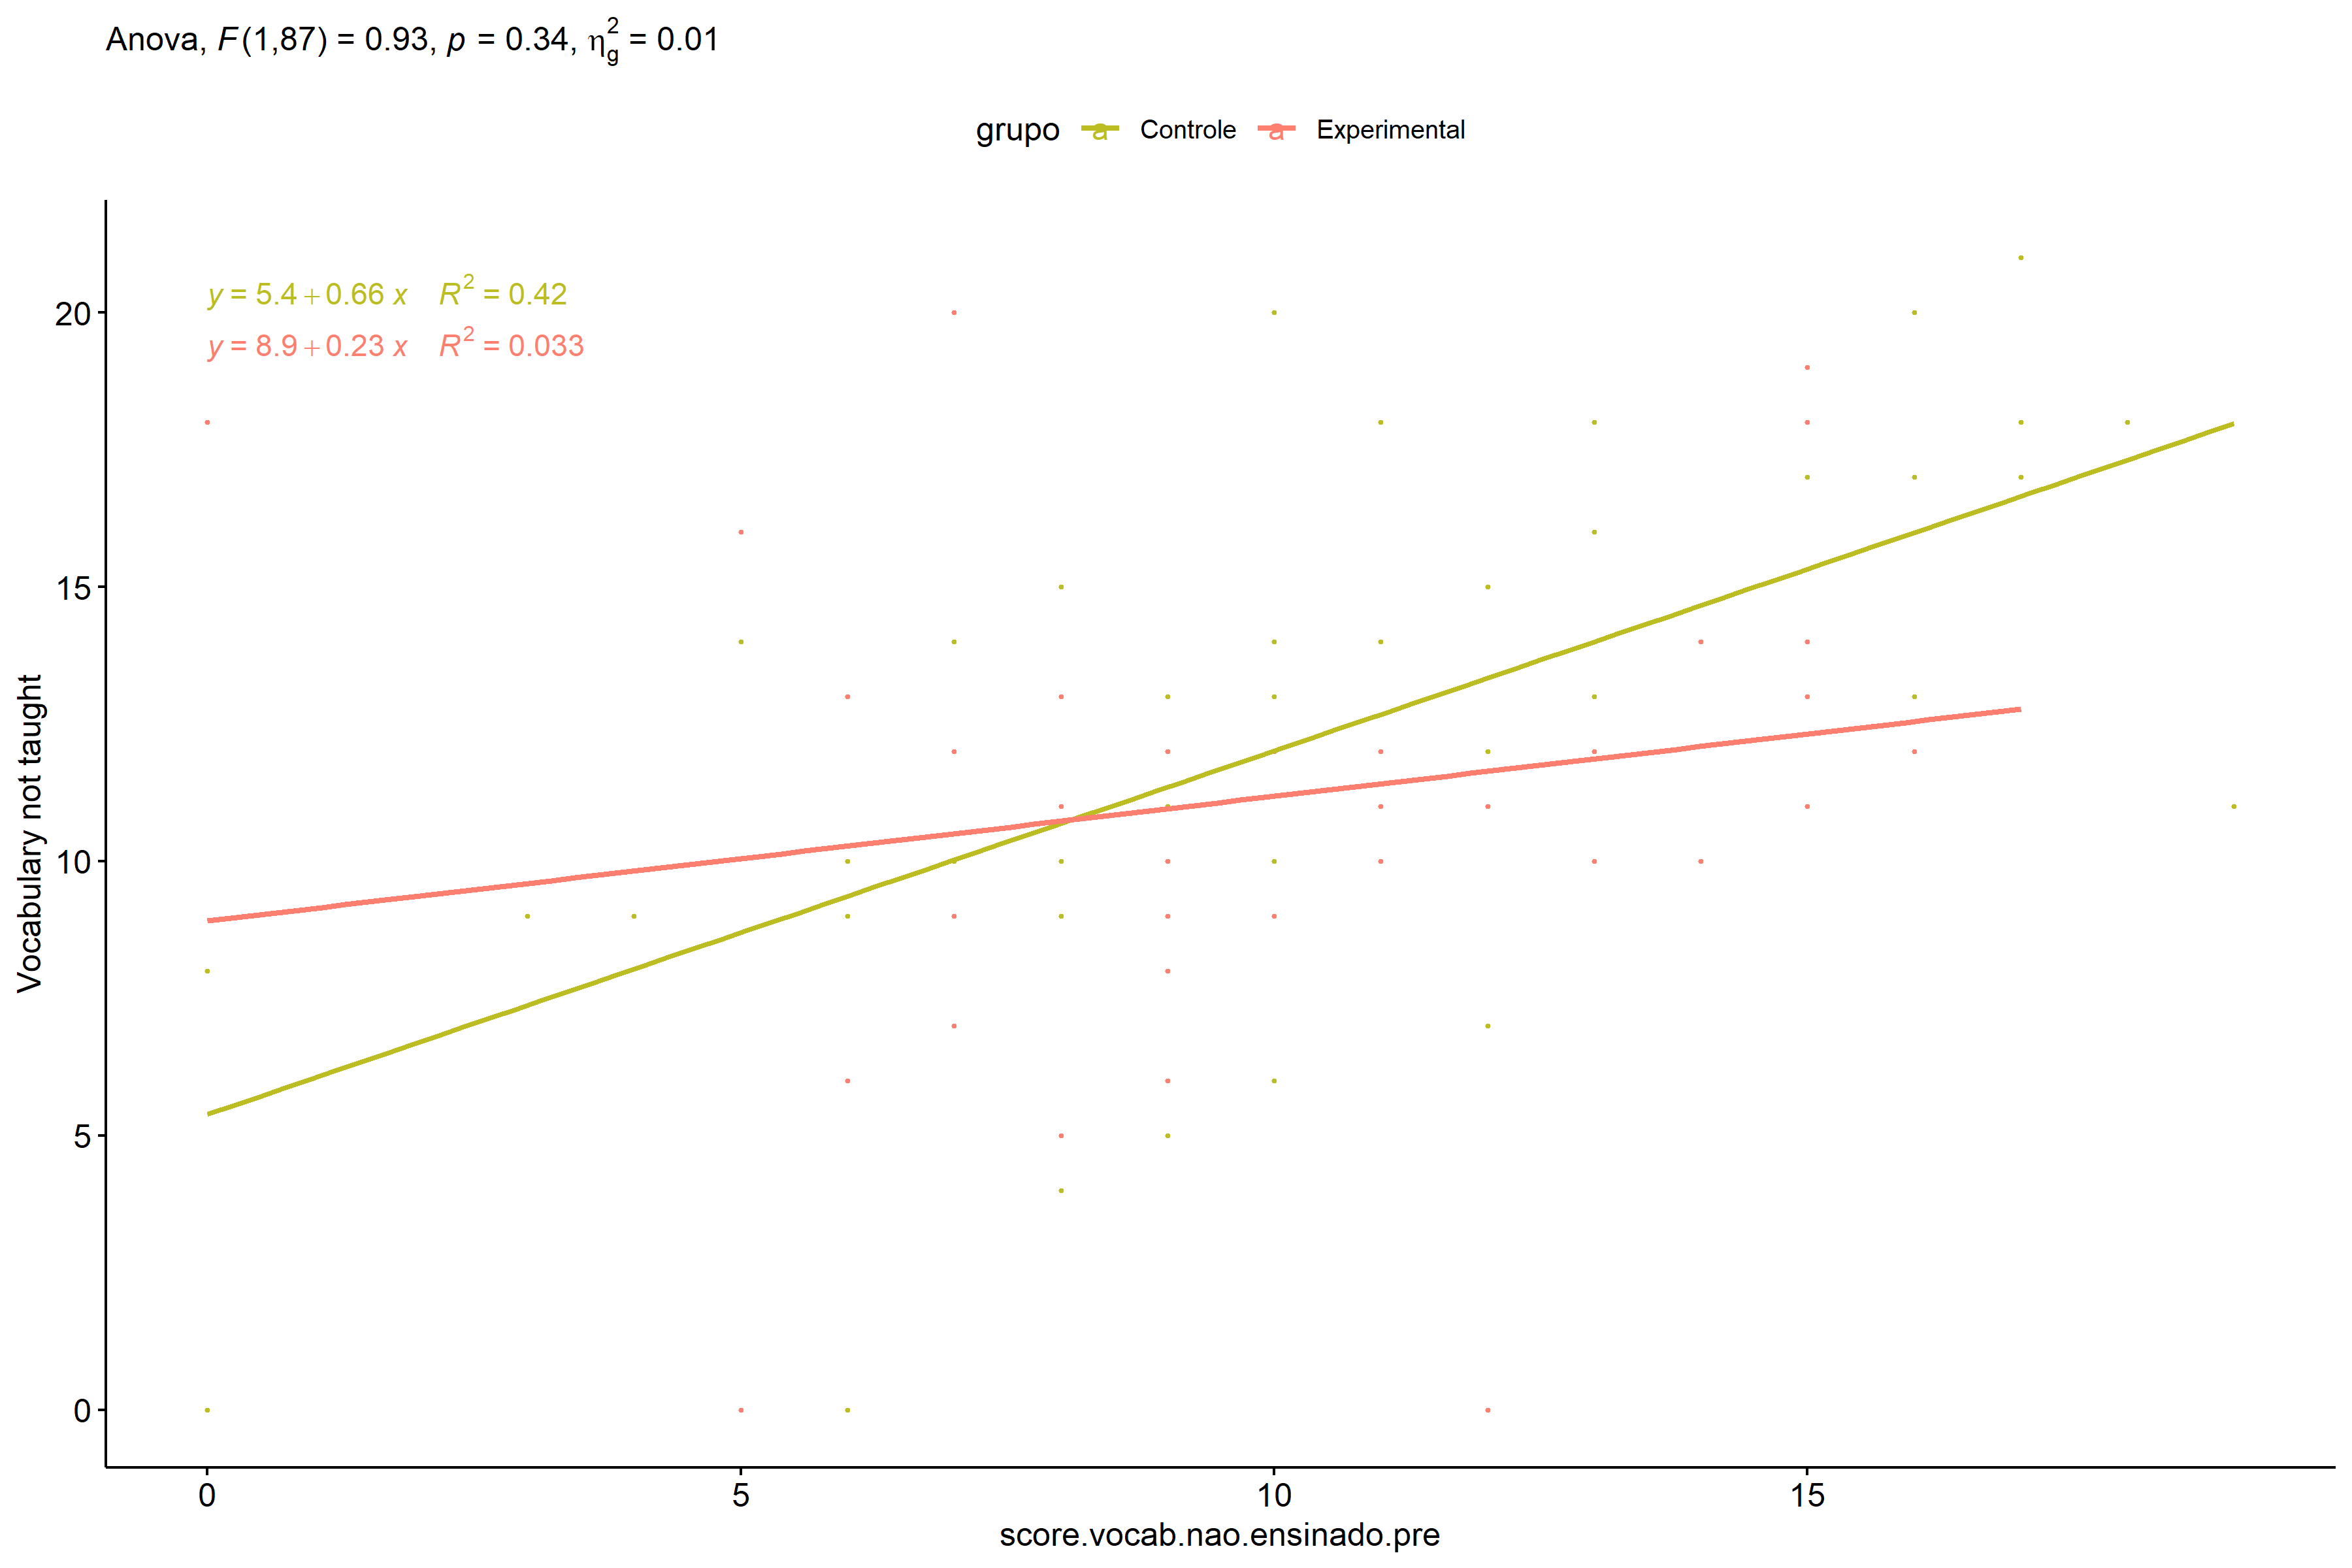 Anova, F(1,87) = 0.93, p = 0.34, η²g = 0.01
grupo a Controle a Experimental
y = 5.4 + 0.66 x R² = 0.42
y = 8.9 + 0.23 x R² = 0.033
20
15
10
5
0
Vocabulary not taught
0 5 10 15
score.vocab.nao.ensinado.pre